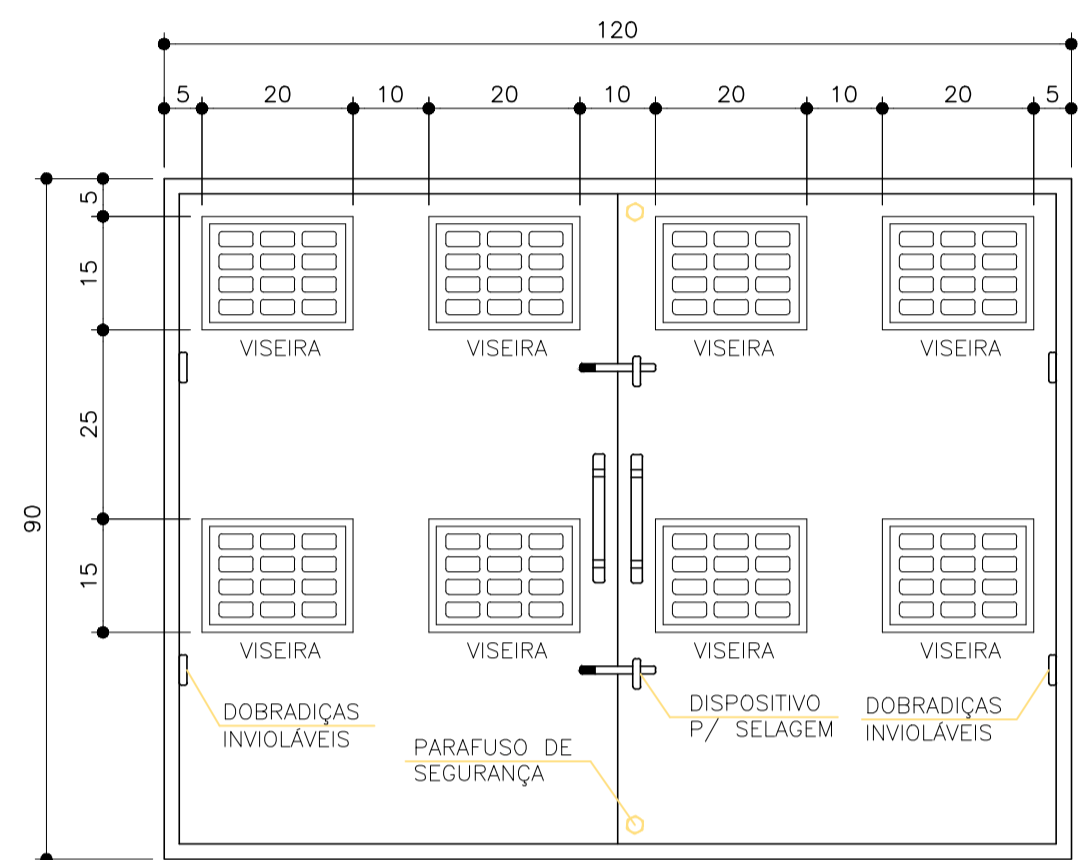 120
5 20 10 20 10 20 10 20 5
5
15
VISEIRA VISEIRA VISEIRA VISEIRA
25
90
15
VISEIRA VISEIRA VISEIRA VISEIRA
DOBRADIÇAS
INVIOLÁVEIS
PARAFUSO DE
SEGURANÇA
DISPOSITIVO
P/ SELAGEM
DOBRADIÇAS
INVIOLÁVEIS